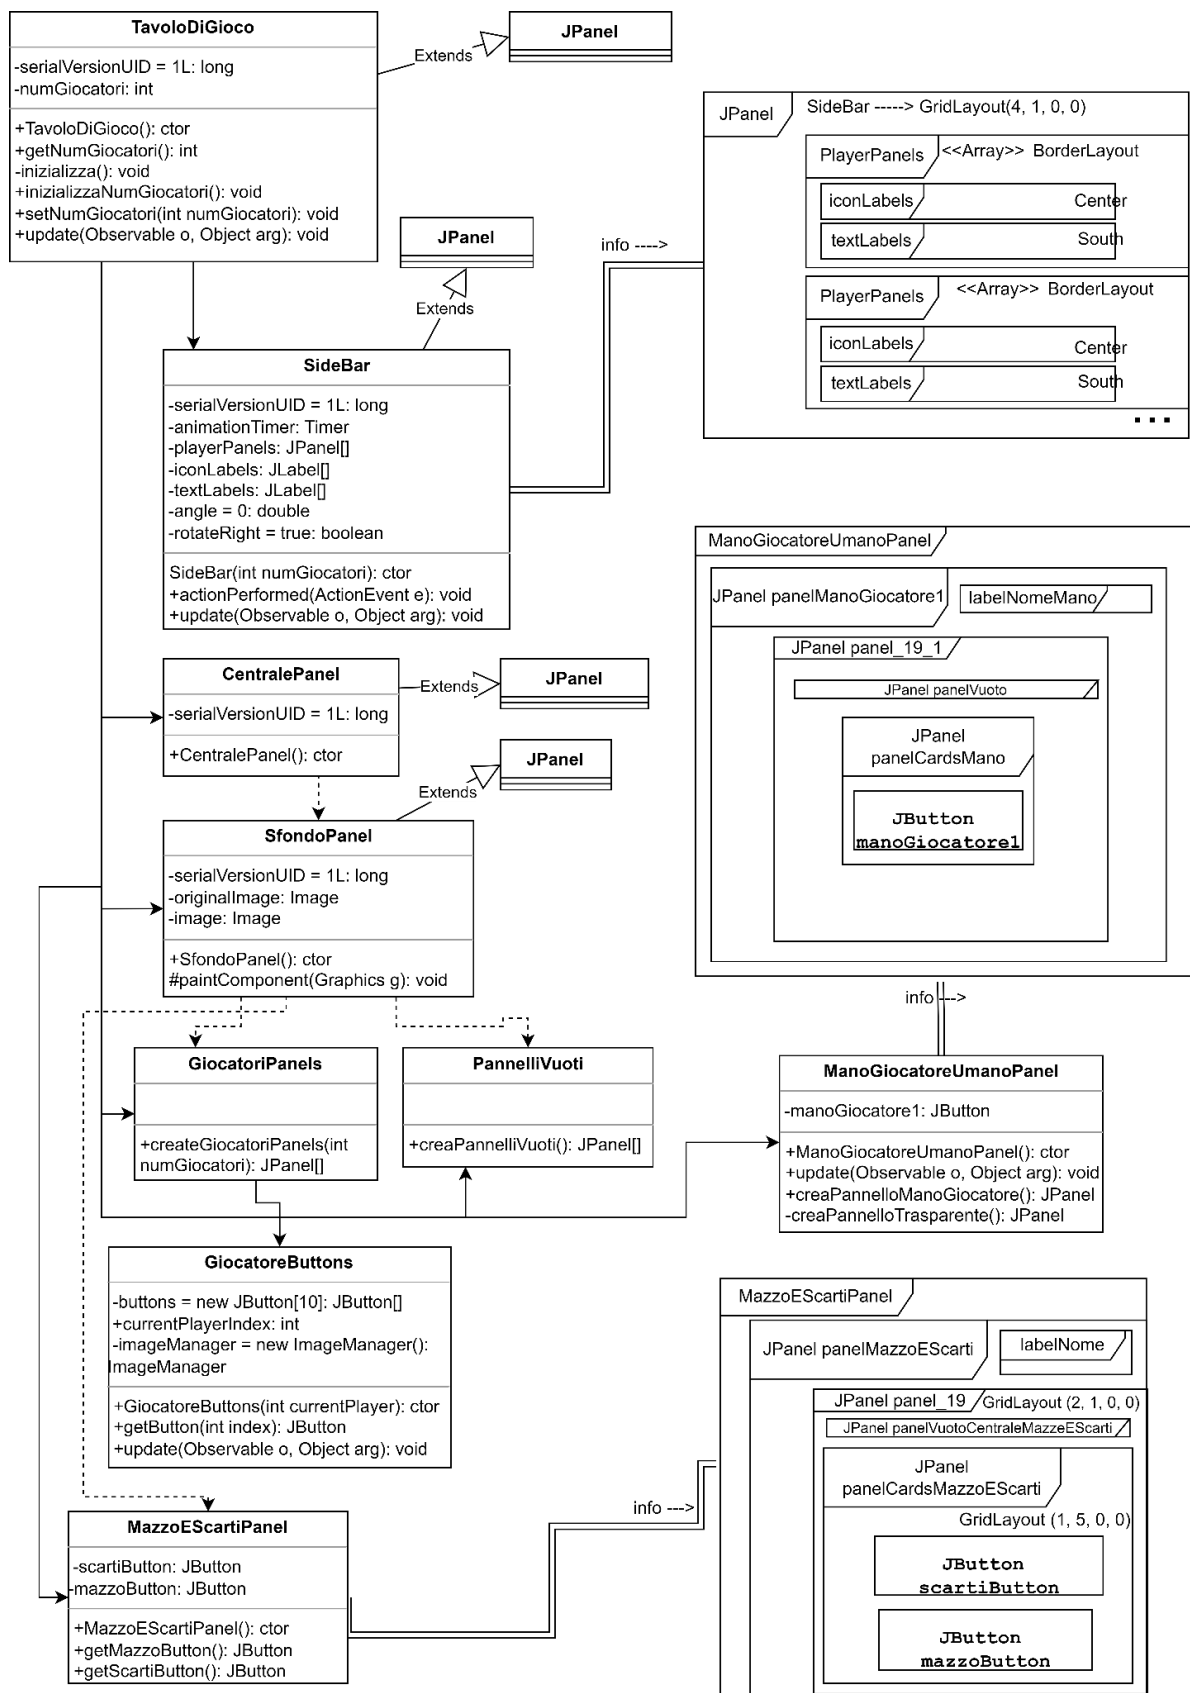 TavoloDiGioco
-serialVersionUID = 1L: long
-numGiocatori: int
+TavoloDiGioco(): ctor
+getNumGiocatori(): int
-inizializza(): void
+inizializzaNumGiocatori(): void
+setNumGiocatori(int numGiocatori): void
+update(Observable o, Object arg): void
Extends
JPanel
JPanel
Extends
SideBar
-serialVersionUID = 1L: long
-animationTimer: Timer
-playerPanels: JPanel[]
-iconLabels: JLabel[]
-textLabels: JLabel[]
-angle = 0: double
-rotateRight = true: boolean
SideBar(int numGiocatori): ctor
+actionPerformed(ActionEvent e): void
+update(Observable o, Object arg): void
info ---->
JPanel
SideBar -----> GridLayout(4, 1, 0, 0)
PlayerPanels
<<Array>> BorderLayout
iconLabels
Center
textLabels
South
PlayerPanels
<<Array>> BorderLayout
iconLabels
Center
textLabels
South
...
CentralePanel
-serialVersionUID = 1L: long
+CentralePanel(): ctor
Extends
JPanel
JPanel
Extends
SfondoPanel
-serialVersionUID = 1L: long
-originalImage: Image
-image: Image
+SfondoPanel(): ctor
#paintComponent(Graphics g): void
ManoGiocatoreUmanoPanel
JPanel panelManoGiocatore1
labelNomeMano
JPanel panel_19_1
JPanel panelVuoto
JPanel
panelCardsMano
JButton
manoGiocatore1
info --->
GiocatoriPanels
+createGiocatoriPanels(int
numGiocatori): JPanel[]
PannelliVuoti
+creaPannelliVuoti(): JPanel[]
ManoGiocatoreUmanoPanel
-manoGiocatore1: JButton
+ManoGiocatoreUmanoPanel(): ctor
+update(Observable o, Object arg): void
+creaPannelloManoGiocatore(): JPanel
-creaPannelloTrasparente(): JPanel
GiocatoreButtons
-buttons = new JButton[10]: JButton[]
+currentPlayerIndex: int
-imageManager = new ImageManager():
ImageManager
+GiocatoreButtons(int currentPlayer): ctor
+getButton(int index): JButton
+update(Observable o, Object arg): void
MazzoEScartiPanel
-scartiButton: JButton
-mazzoButton: JButton
+MazzoEScartiPanel(): ctor
+getMazzoButton(): JButton
+getScartiButton(): JButton
info --->
MazzoEScartiPanel
JPanel panelMazzoEScarti
labelNome
JPanel panel_19
GridLayout (2, 1, 0, 0)
JPanel panelVuotoCentraleMazzeEScarti
JPanel
panelCardsMazzoEScarti
GridLayout (1, 5, 0, 0)
JButton
scartiButton
JButton
mazzoButton